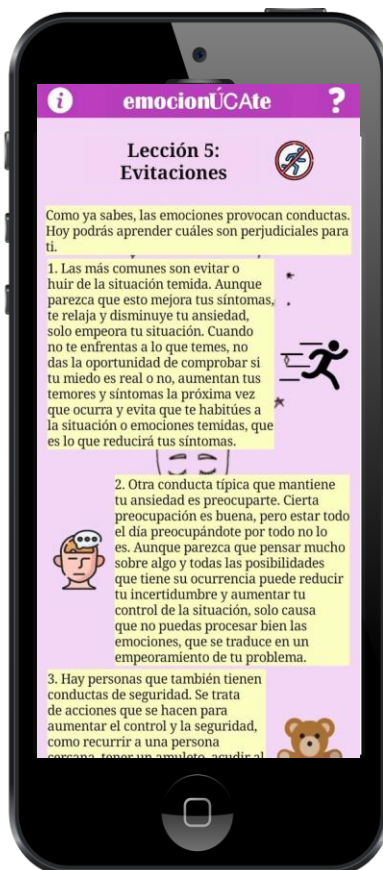 i emocionÚCAte ?
Lección 5:
Evitaciones
Como ya sabes, las emociones provocan conductas.
Hoy podrás aprender cuáles son perjudiciales para
ti.
1. Las más comunes son evitar o
huir de la situación temida. Aunque
parezca que esto mejora tus síntomas,
te relaja y disminuye tu ansiedad,
solo empeora tu situación. Cuando
no te enfrentas a lo que temes, no
das la oportunidad de comprobar si
tu miedo es real o no, aumentan tus
temores y síntomas la próxima vez
que ocurra y evita que te habitúes a
la situación o emociones temidas, que
es lo que reducirá tus síntomas.
2. Otra conducta típica que mantiene
tu ansiedad es preocuparte. Cierta
preocupación es buena, pero estar todo
el día preocupándote por todo no lo
es. Aunque parezca que pensar mucho
sobre algo y todas las posibilidades
que tiene su ocurrencia puede reducir
tu incertidumbre y aumentar tu
control de la situación, solo causa
que no puedas procesar bien las
emociones, que se traduce en un
empeoramiento de tu problema.
3. Hay personas que también tienen
conductas de seguridad. Se trata
de acciones que se hacen para
aumentar el control y la seguridad,
como recurrir a una persona
cercana, tener un amuleto, acudir al